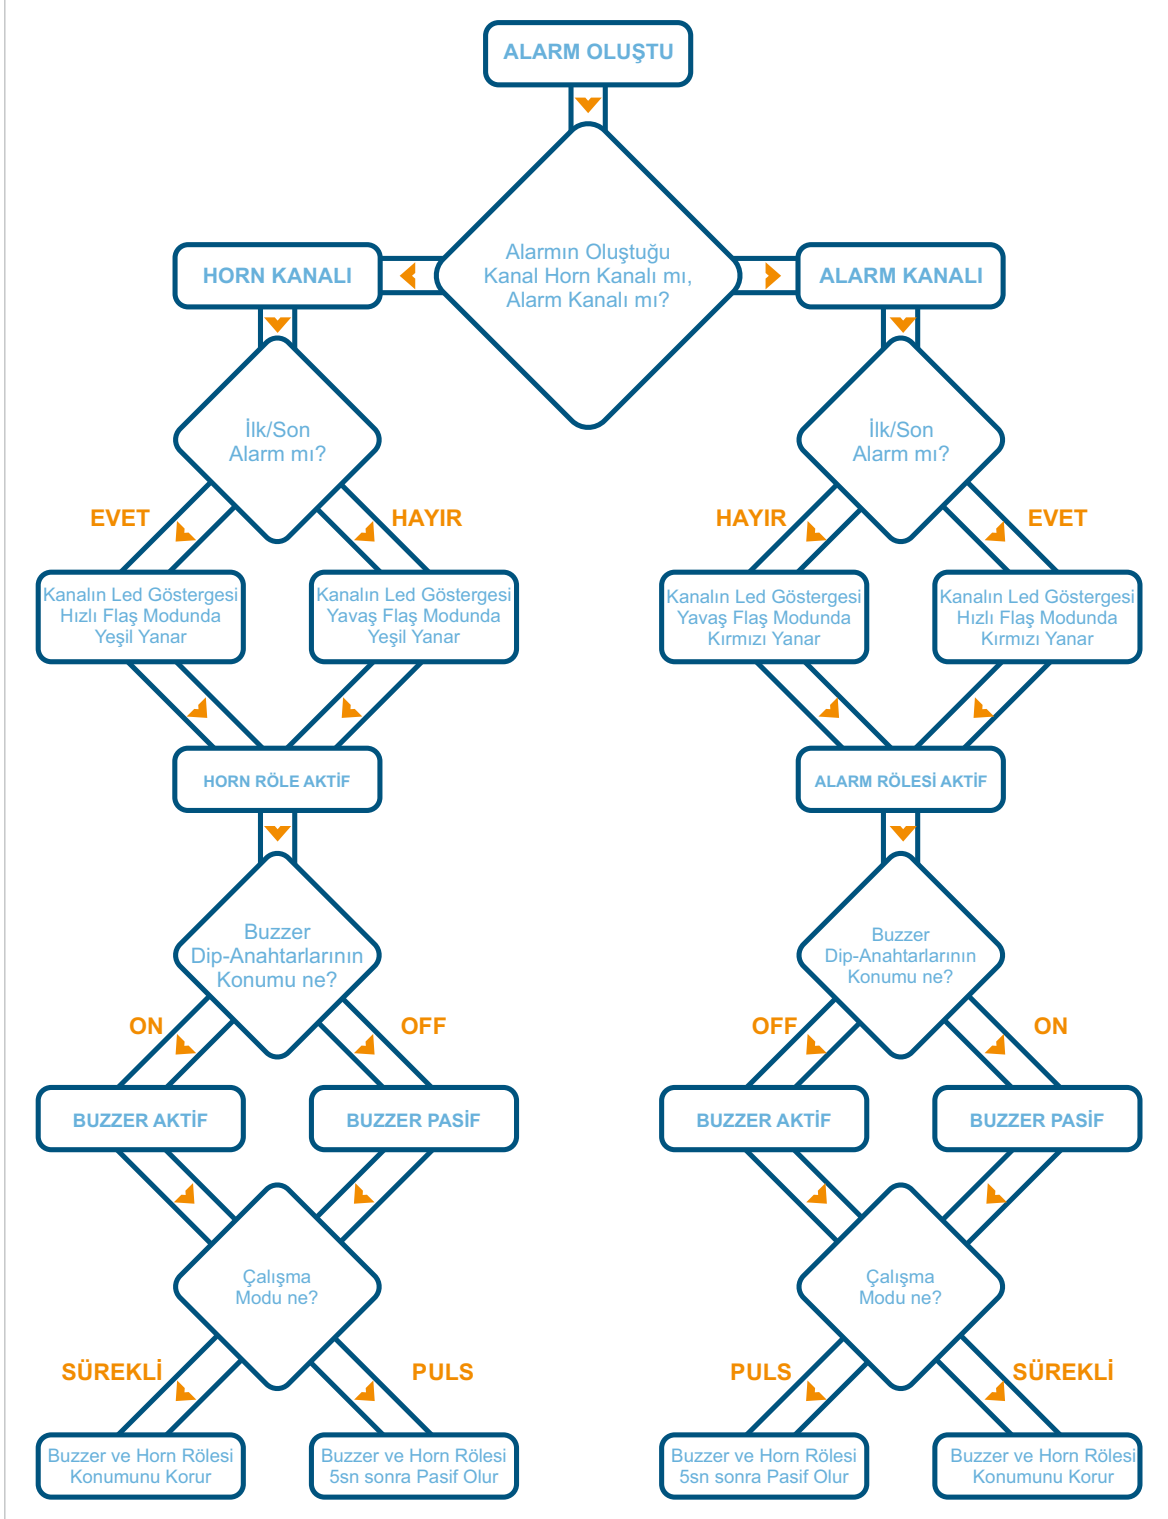 ALARM OLUŞTU
Alarmın Oluştuğu
Kanal Horn Kanalı mı,
Alarm Kanalı mı?
HORN KANALI
ALARM KANALI
İlk/Son
Alarm mı?
İlk/Son
Alarm mı?
EVET
HAYIR
HAYIR
EVET
Kanalın Led Göstergesi
Hızlı Flaş Modunda
Yeşil Yanar
Kanalın Led Göstergesi
Yavaş Flaş Modunda
Yeşil Yanar
Kanalın Led Göstergesi
Yavaş Flaş Modunda
Kırmızı Yanar
Kanalın Led Göstergesi
Hızlı Flaş Modunda
Kırmızı Yanar
HORN RÖLE AKTİF
ALARM RÖLESİ AKTİF
Buzzer
Dip-Anahtarlarının
Konumu ne?
Buzzer
Dip-Anahtarlarının
Konumu ne?
ON
OFF
OFF
ON
BUZZER AKTİF
BUZZER PASİF
BUZZER AKTİF
BUZZER PASİF
Çalışma
Modu ne?
Çalışma
Modu ne?
SÜREKLİ
PULS
PULS
SÜREKLİ
Buzzer ve Horn Rölesi
Konumunu Korur
Buzzer ve Horn Rölesi
5sn sonra Pasif Olur
Buzzer ve Horn Rölesi
5sn sonra Pasif Olur
Buzzer ve Horn Rölesi
Konumunu Korur